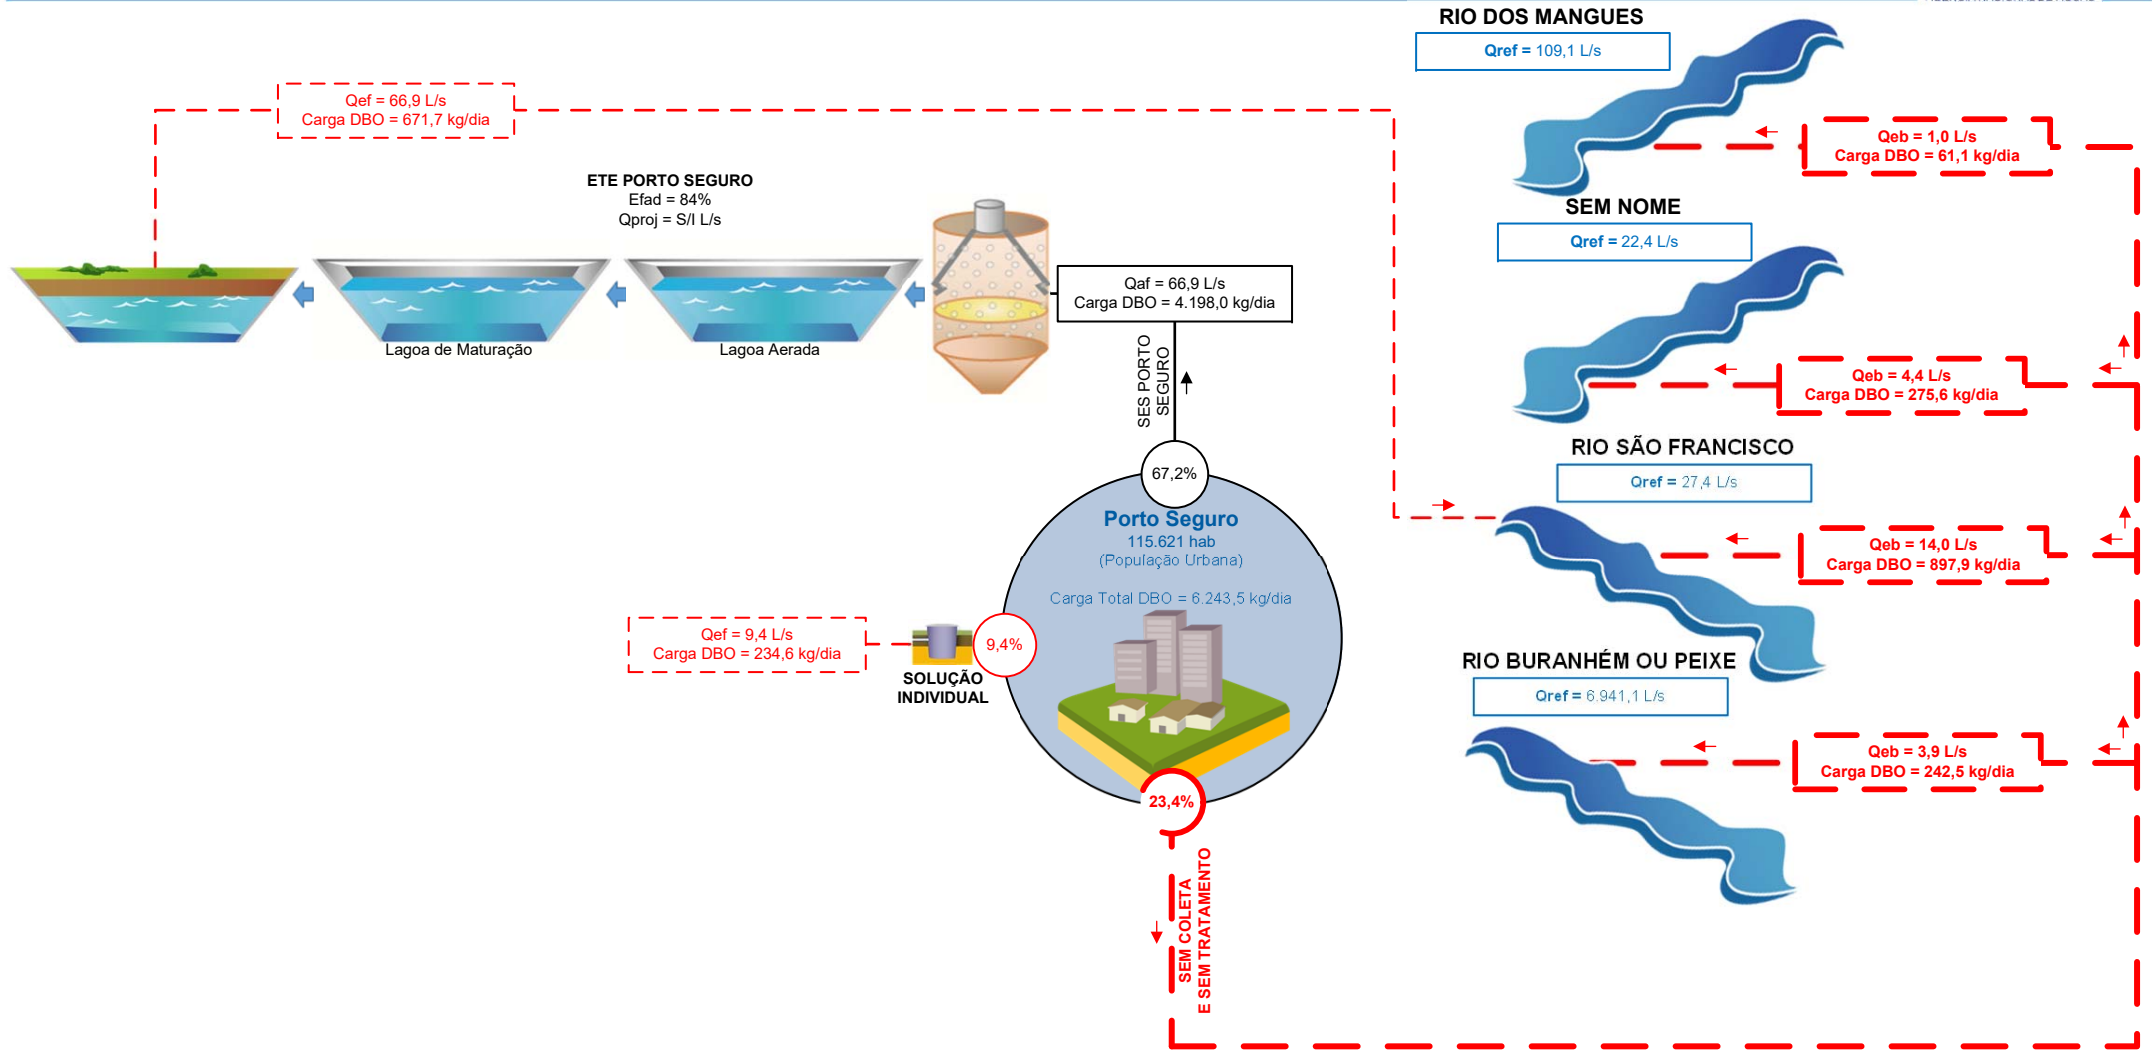 RIO DOS MANGUES
Qref = 109,1 L/s
Qef = 66,9 L/s
Carga DBO = 671,7 kg/dia
Qeb = 1,0 L/s
Carga DBO = 61,1 kg/dia
ETE PORTO SEGURO
Efad = 84%
Qproj = S/I L/s
SEM NOME
Qref = 22,4 L/s
Qaf = 66,9 L/s
Carga DBO = 4.198,0 kg/dia
Lagoa de Maturação
Lagoa Aerada
SES PORTO
SEGURO
Qeb = 4,4 L/s
Carga DBO = 275,6 kg/dia
RIO SÃO FRANCISCO
Qref = 27,4 L/s
67,2%
Porto Seguro
115.621 hab
(População Urbana)
Carga Total DBO = 6.243,5 kg/dia
Qeb = 14,0 L/s
Carga DBO = 897,9 kg/dia
Qef = 9,4 L/s
Carga DBO = 234,6 kg/dia
9,4%
SOLUÇÃO
INDIVIDUAL
RIO BURANHÉM OU PEIXE
Qref = 6.941,1 L/s
Qeb = 3,9 L/s
Carga DBO = 242,5 kg/dia
23,4%
SEM COLETA
E SEM TRATAMENTO